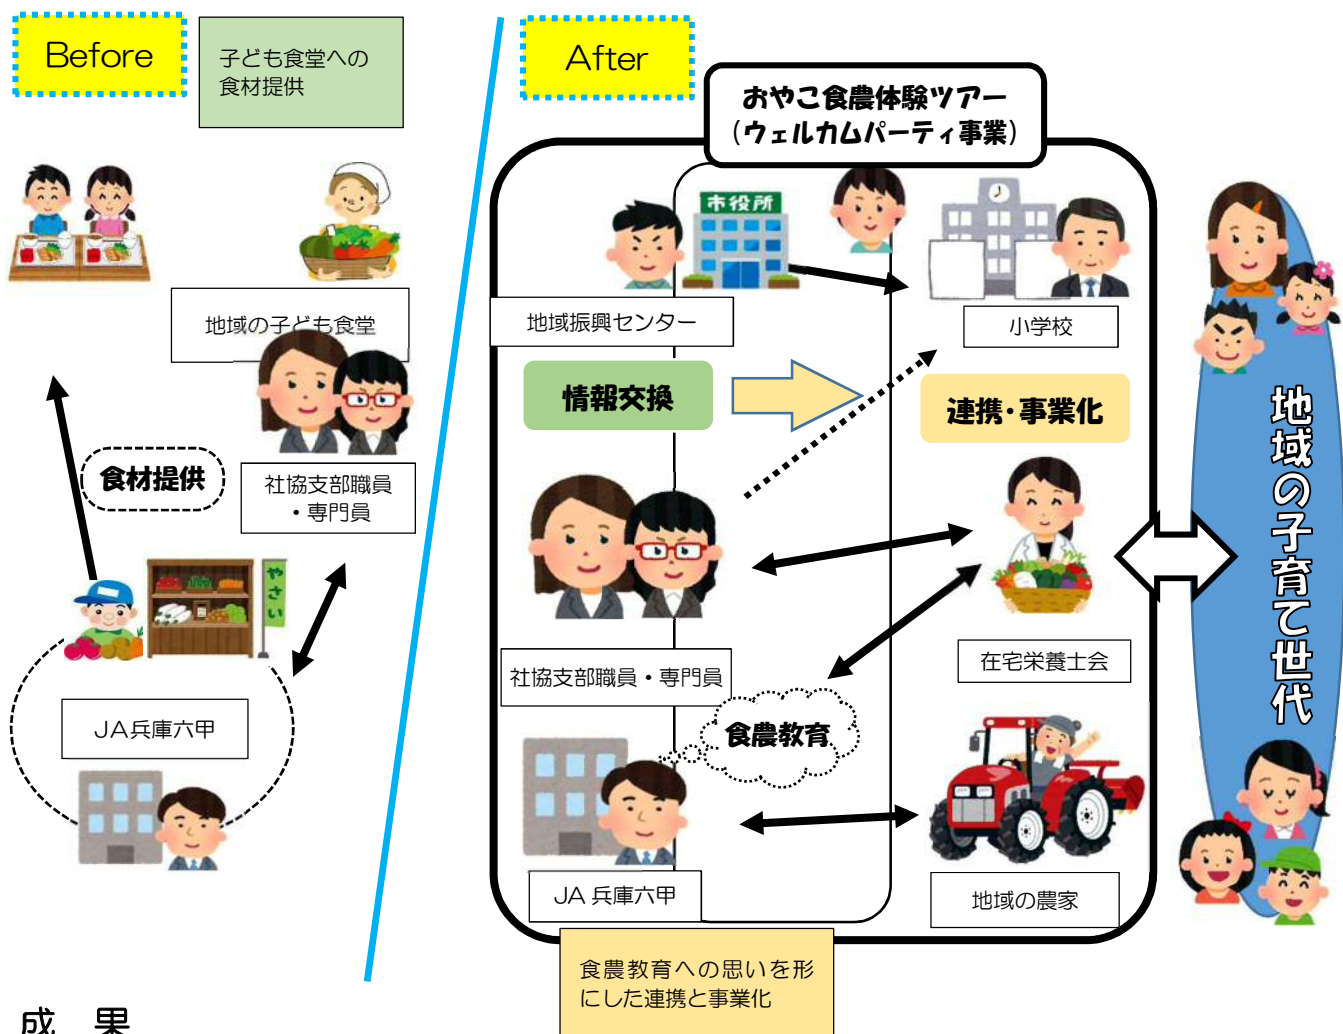 Before
子ども食堂への
食材提供
地域の子ども食堂
食材提供
社協支部職員
・専門員
やさい
JA兵庫六甲
After
おやこ食農体験ツアー
(ウェルカムパーティ事業)
市役所
地域振興センター
小学校
情報交換
連携・事業化
社協支部職員・専門員
在宅栄養士会
食農教育
JA 兵庫六甲
地域の農家
食農教育への思いを形
にした連携と事業化
地域の子育て世代
成 果